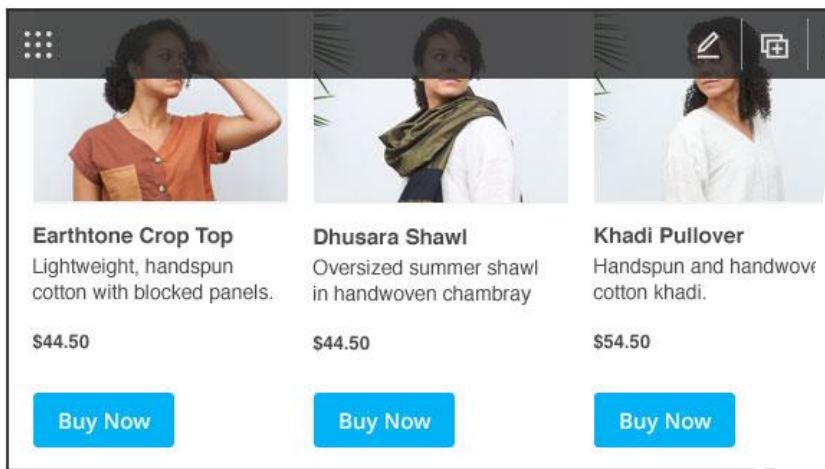 Earthtone Crop Top
Lightweight, handspun
cotton with blocked panels.
$44.50
Buy Now
Dhusara Shawl
Oversized summer shawl
in handwoven chambray
$44.50
Buy Now
Khadi Pullover
Handspun and handwove
cotton khadi.
$54.50
Buy Now